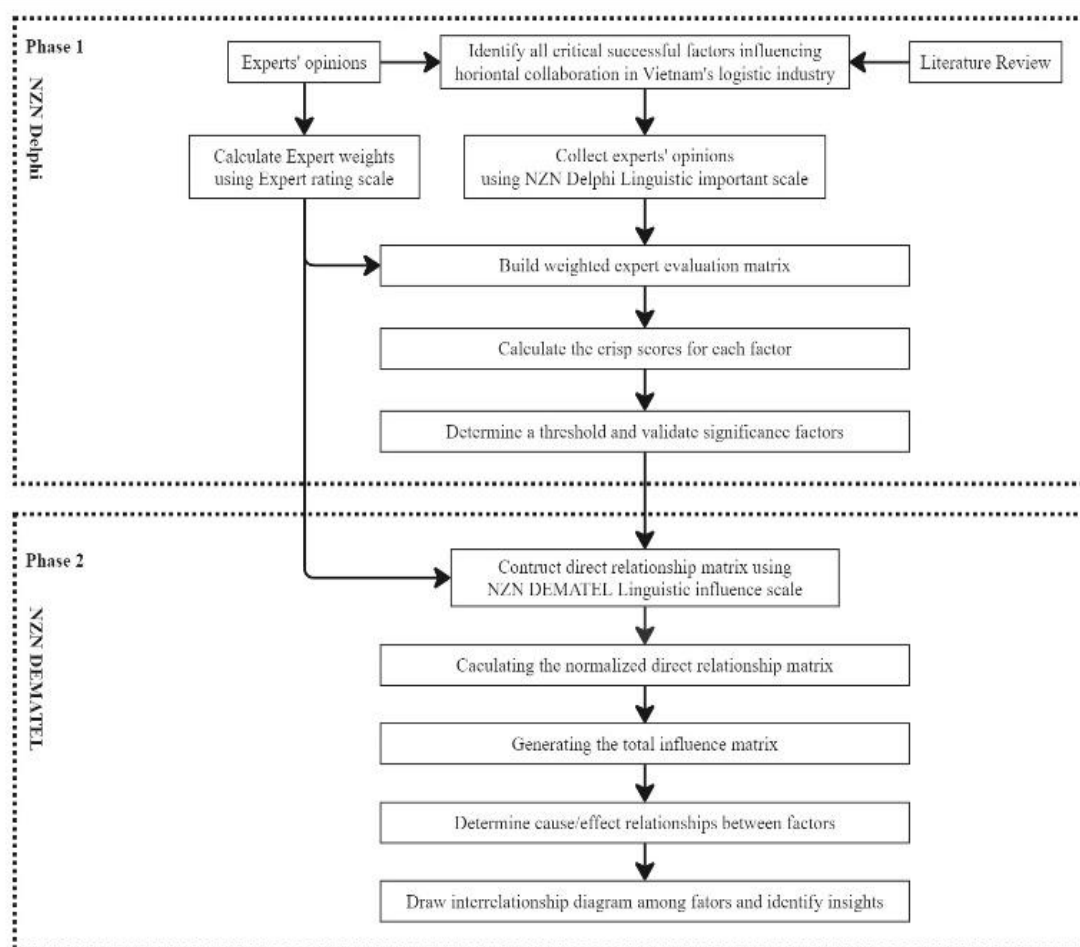 Phase 1
NZN Delphi
Experts' opinions
Identify all critical successful factors influencing
horiontal collaboration in Vietnam's logistic industry
Literature Review
Calculate Expert weights
using Expert rating scale
Collect experts' opinions
using NZN Delphi Linguistic important scale
Build weighted expert evaluation matrix
Calculate the crisp scores for each factor
Determine a threshold and validate significance factors
Phase 2
NZN DEMATEL
Contruct direct relationship matrix using
NZN DEMATEL Linguistic influence scale
Caculating the normalized direct relationship matrix
Generating the total influence matrix
Determine cause/effect relationships between factors
Draw interrelationship diagram among fators and identify insights